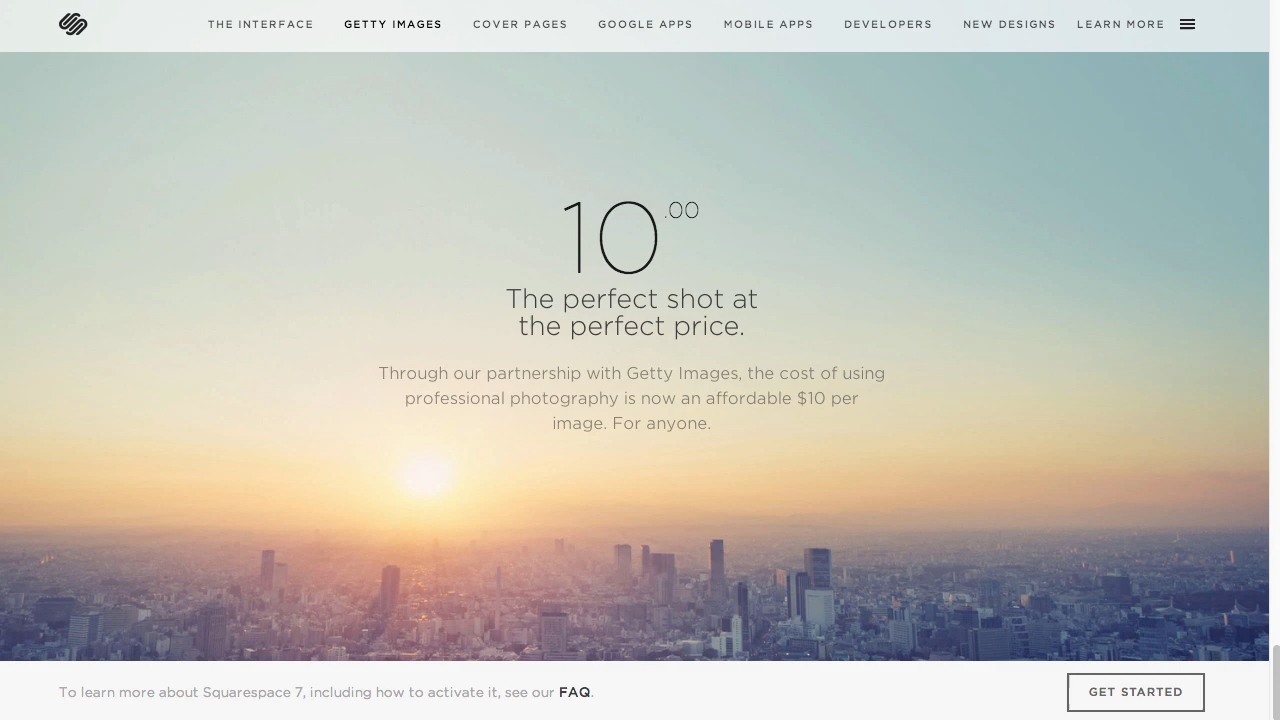 THE INTERFACE GETTY IMAGES COVER PAGES GOOGLE APPS MOBILE APPS DEVELOPERS NEW DESIGNS LEARN MORE
10.00
The perfect shot at
the perfect price.
Through our partnership with Getty Images, the cost of using
professional photography is now an affordable $10 per
image. For anyone.
To learn more about Squarespace 7, including how to activate it, see our FAQ.
GET STARTED